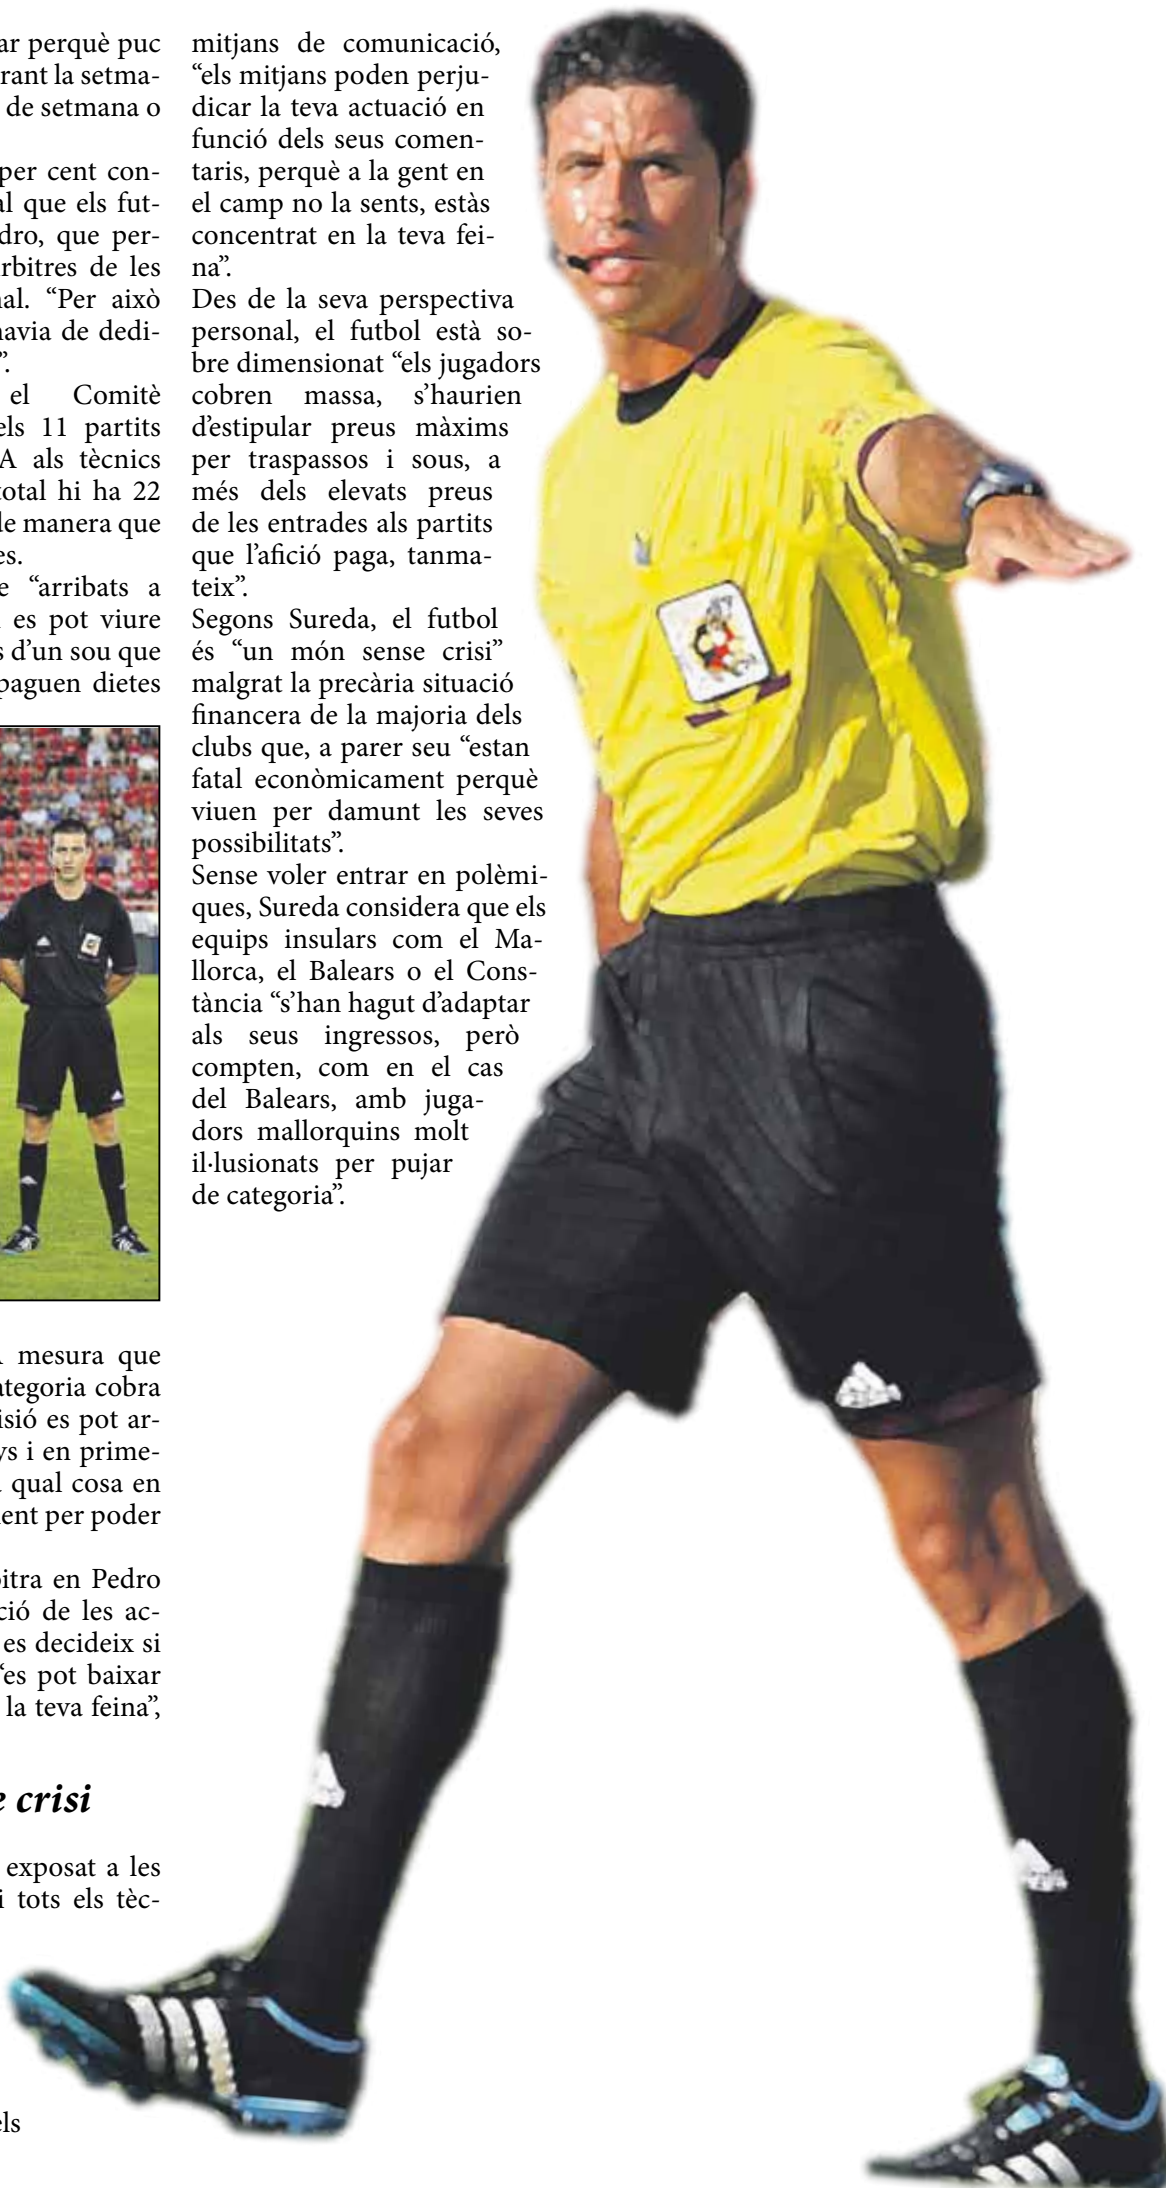 ar perquè puc
rant la setma-
de setmana o
per cent con-
al que els fut-
dro, que per-
rbitres de les
al. “Per això
avia de dedi-
”.
el Comitè
els 11 partits
A als tècnics
total hi ha 22
de manera que
es.
e “arribats a
es pot viure
s d’un sou que
paguen dietes
mesura que
ategoria cobra
isió es pot ar-
ys i en prime-
qual cosa en
ent per poder
itra en Pedro
ció de les ac-
es decideix si
“es pot baixar
la teva feina”,
e crisi
exposat a les
i tots els tèc-
els
mitjans de comunicació,
“els mitjans poden perju-
dicar la teva actuació en
funció dels seus comen-
taris, perquè a la gent en
el camp no la sents, estàs
concentrat en la teva fei-
na”.
Des de la seva perspectiva
personal, el futbol està so-
bre dimensionat “els jugadors
cobren massa, s’haurien
d’estipular preus màxims
per traspassos i sous, a
més dels elevats preus
de les entrades als partits
que l’afició paga, tanma-
teix”.
Segons Sureda, el futbol
és “un món sense crisi”
malgrat la precària situació
financera de la majoria dels
clubs que, a parer seu “estan
fatal econòmicament perquè
viuen per damunt les seves
possibilitats”.
Sense voler entrar en polèmi-
ques, Sureda considera que els
equips insulars com el Ma-
llorca, el Balears o el Cons-
tància “s’han hagut d’adaptar
als seus ingressos, però
compten, com en el cas
del Balears, amb juga-
dors mallorquins molt
il·lusionats per pujar
de categoria”.